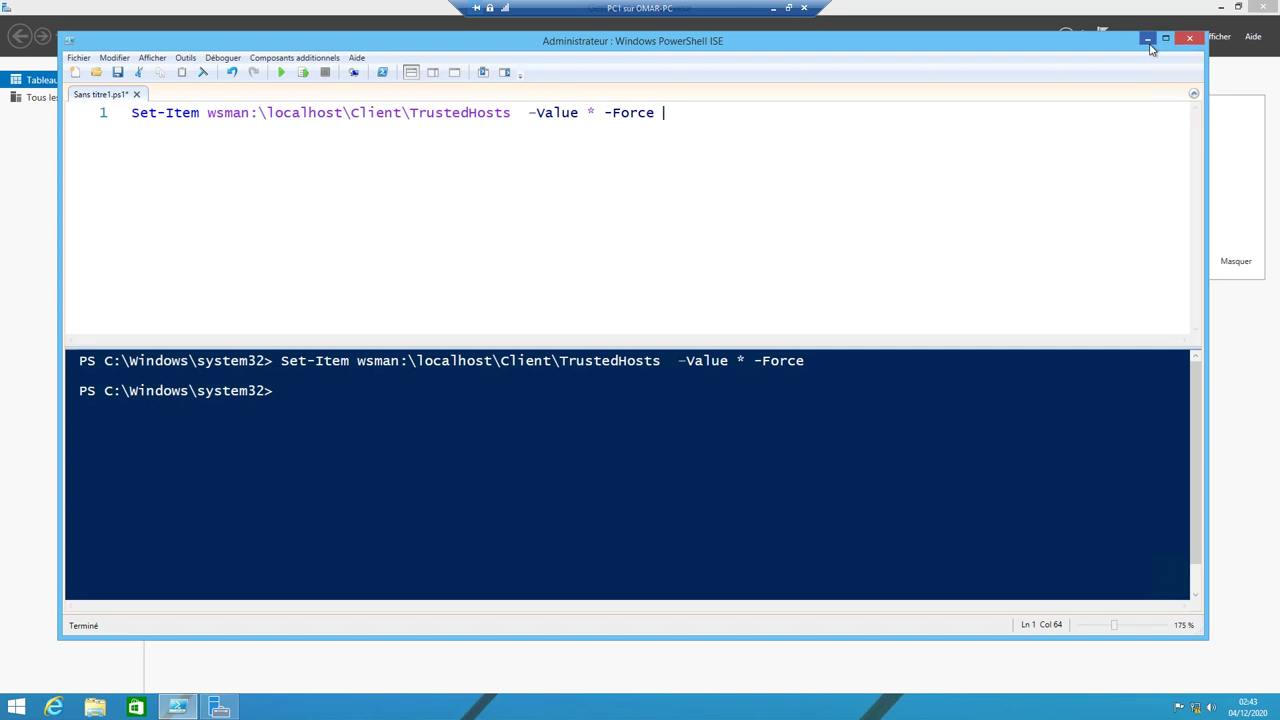 PC1 sur OMAR-PC
Administrateur : Windows PowerShell ISE
Fichier Modifier Afficher Outils Déboguer Composants additionnels Aide
fficher Aide
Tableau
Tous les
Sans titre1.ps1*
1 Set-Item wsman:\localhost\Client\TrustedHosts –Value * -Force
Masquer
PS C:\Windows\system32> Set-Item wsman:\localhost\Client\TrustedHosts –Value * -Force
PS C:\Windows\system32>
Terminé
Ln 1 Col 64
175 %
02:43
04/12/2020